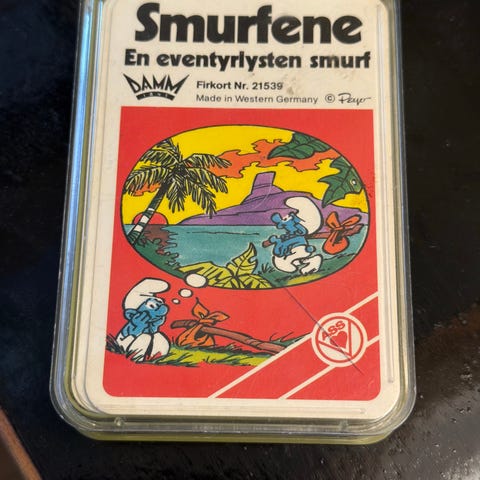 Smurfene
En eventyrlysten smurf
DAMM
Firkort Nr. 21539
Made in Western Germany © Peyo
ASS